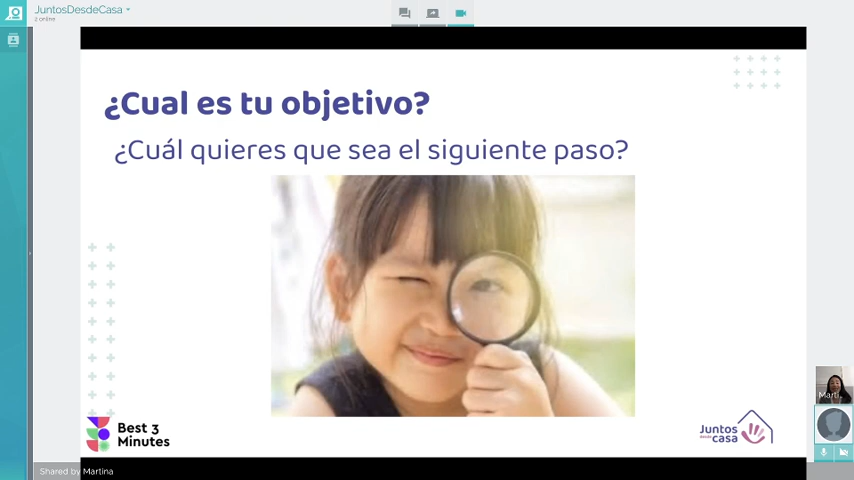 JuntosDesdeCasa
2 online
¿Cual es tu objetivo?
¿Cuál quieres que sea el siguiente paso?
Best 3
Minutes
Juntos
desde
casa
Marti...
Shared by Martina